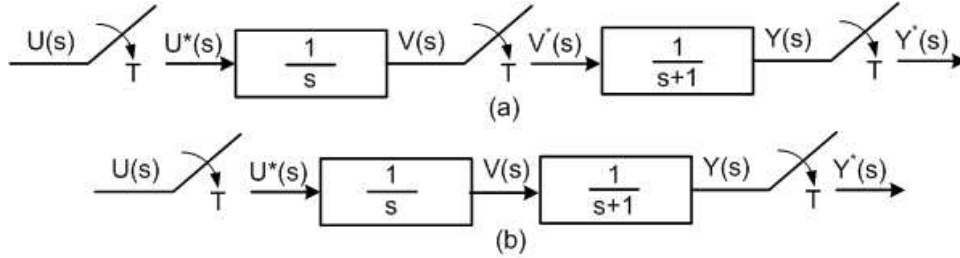 U(s) T U*(s) 1/s V(s) T V*(s) 1/(s+1) Y(s) T Y*(s)
(a)
U(s) T U*(s) 1/s V(s) 1/(s+1) Y(s) T Y*(s)
(b)